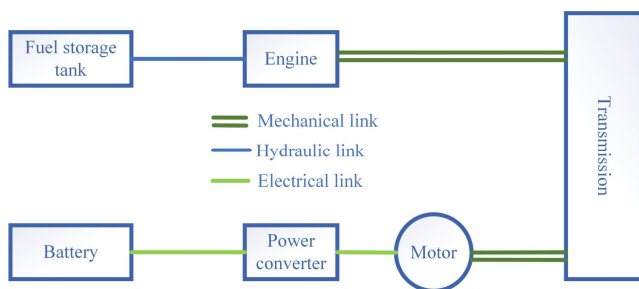 Fuel storage
tank
Engine
Transmission
Mechanical link
Hydraulic link
Electrical link
Battery
Power
converter
Motor